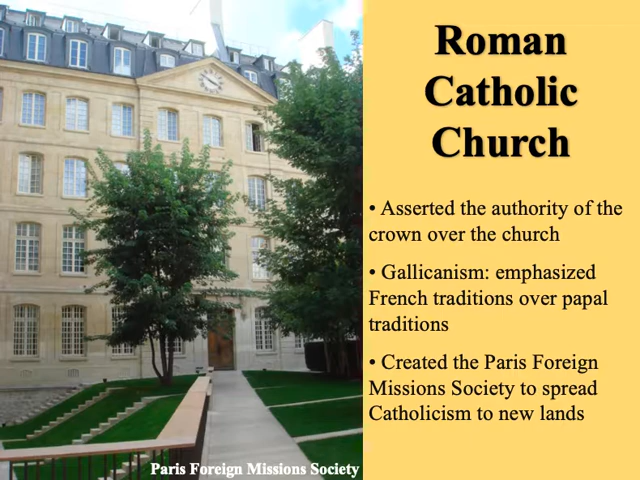 Roman
Catholic
Church
• Asserted the authority of the
crown over the church
• Gallicanism: emphasized
French traditions over papal
traditions
• Created the Paris Foreign
Missions Society to spread
Catholicism to new lands
Paris Foreign Missions Society